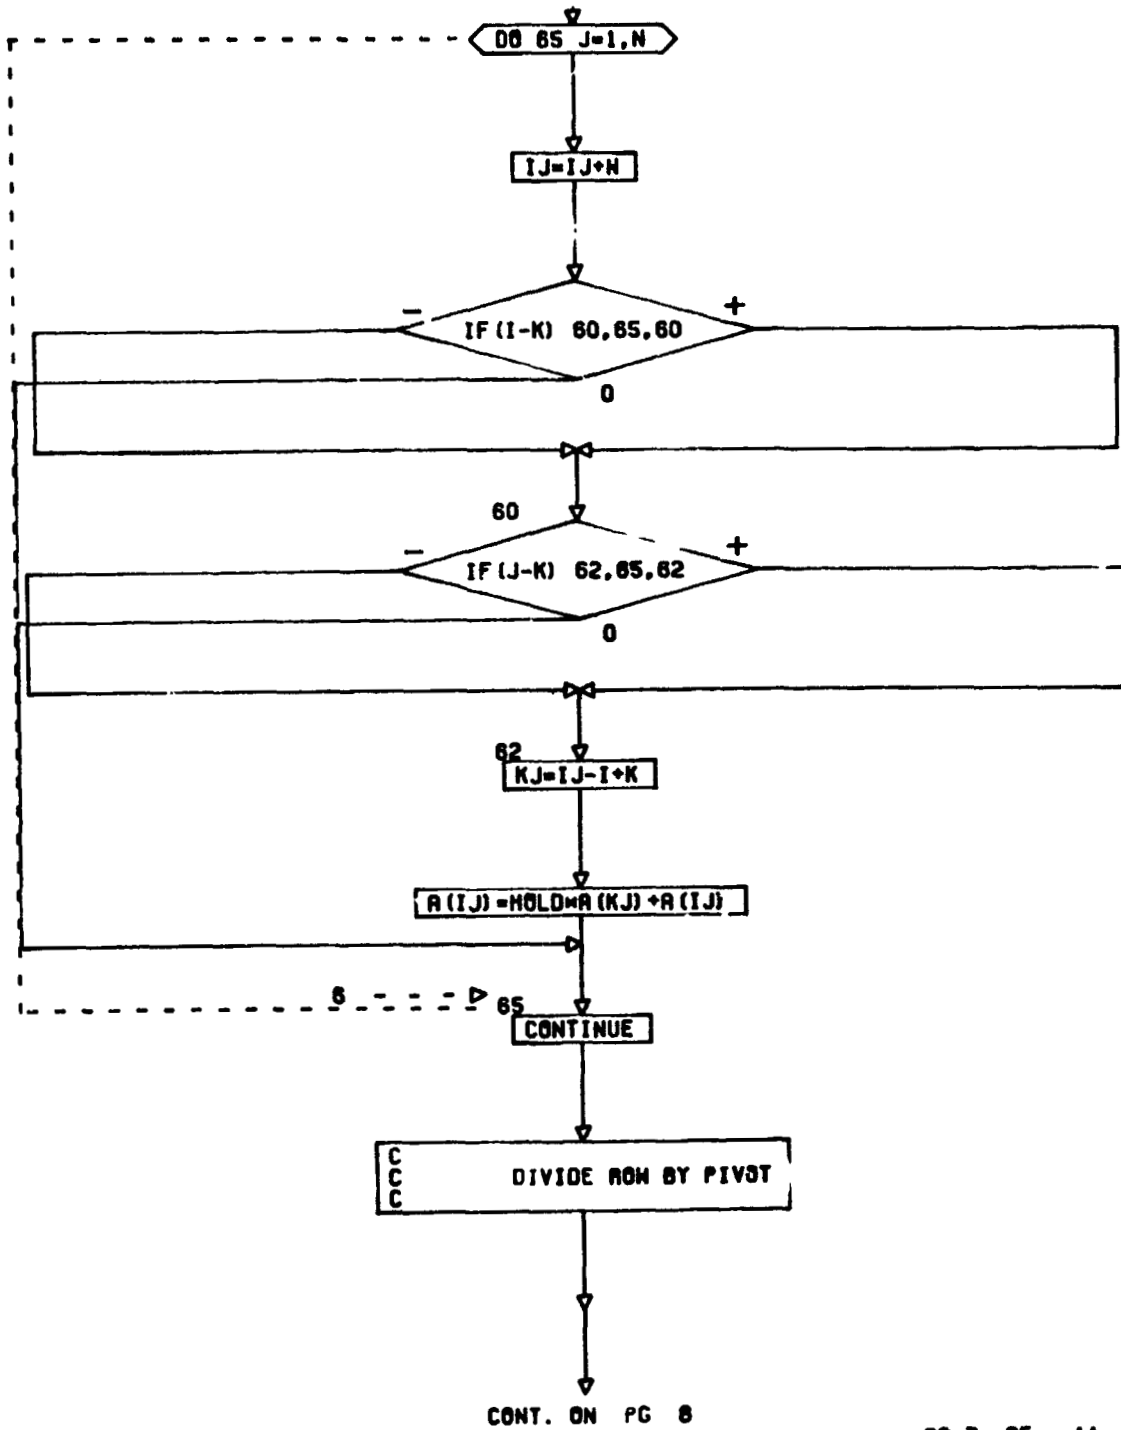 DO 65 J=1,N
IJ=IJ+N
- +
IF(I-K) 60,65,60
0
60
- +
IF(J-K) 62,65,62
0
62
KJ=IJ-I+K
A(IJ)=HOLD*A(KJ)+A(IJ)
6
65
CONTINUE
C
C DIVIDE ROW BY PIVOT
C
CONT. ON PG 8